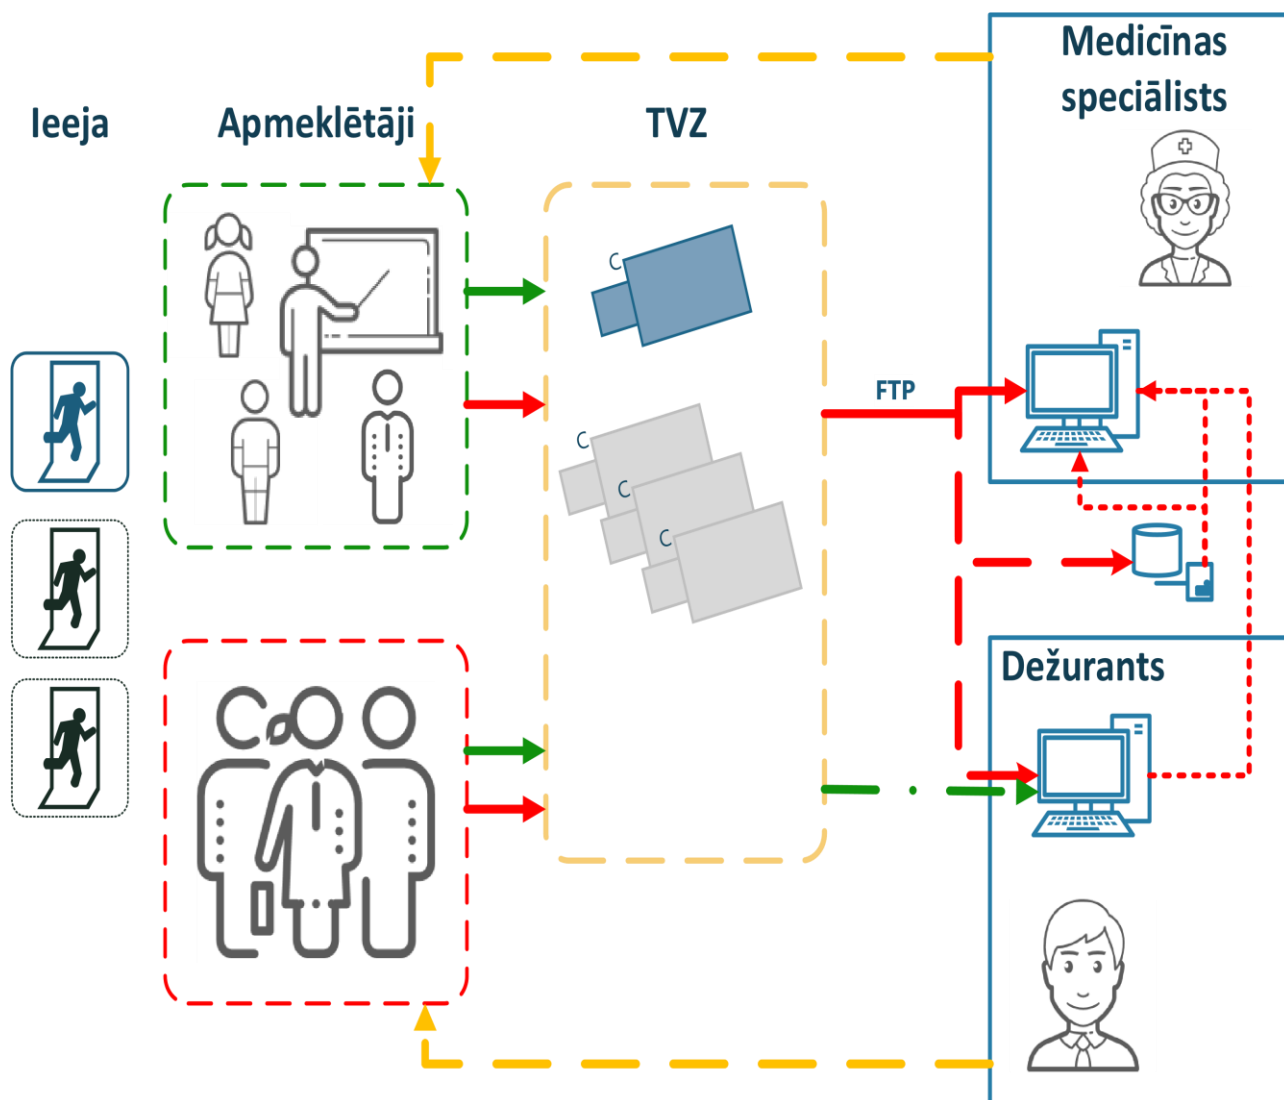 Ieeja
Apmeklētāji
TVZ
Medicīnas
speciālists
C
C
C
C
FTP
Dežurants